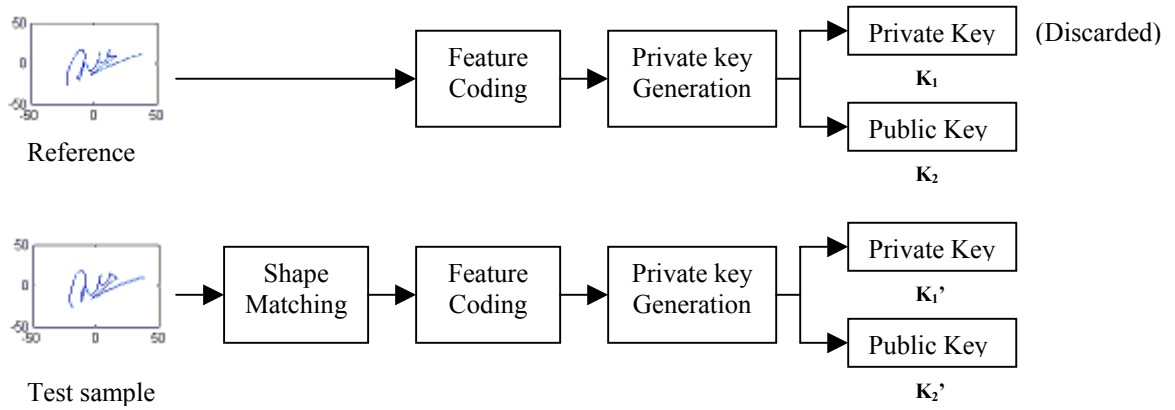 50
0
-50
-50 0 50
Reference
Feature
Coding
Private key
Generation
Private Key
(Discarded)
K₁
Public Key
K₂
50
0
-50
-50 0 50
Test sample
Shape
Matching
Feature
Coding
Private key
Generation
Private Key
K₁’
Public Key
K₂’